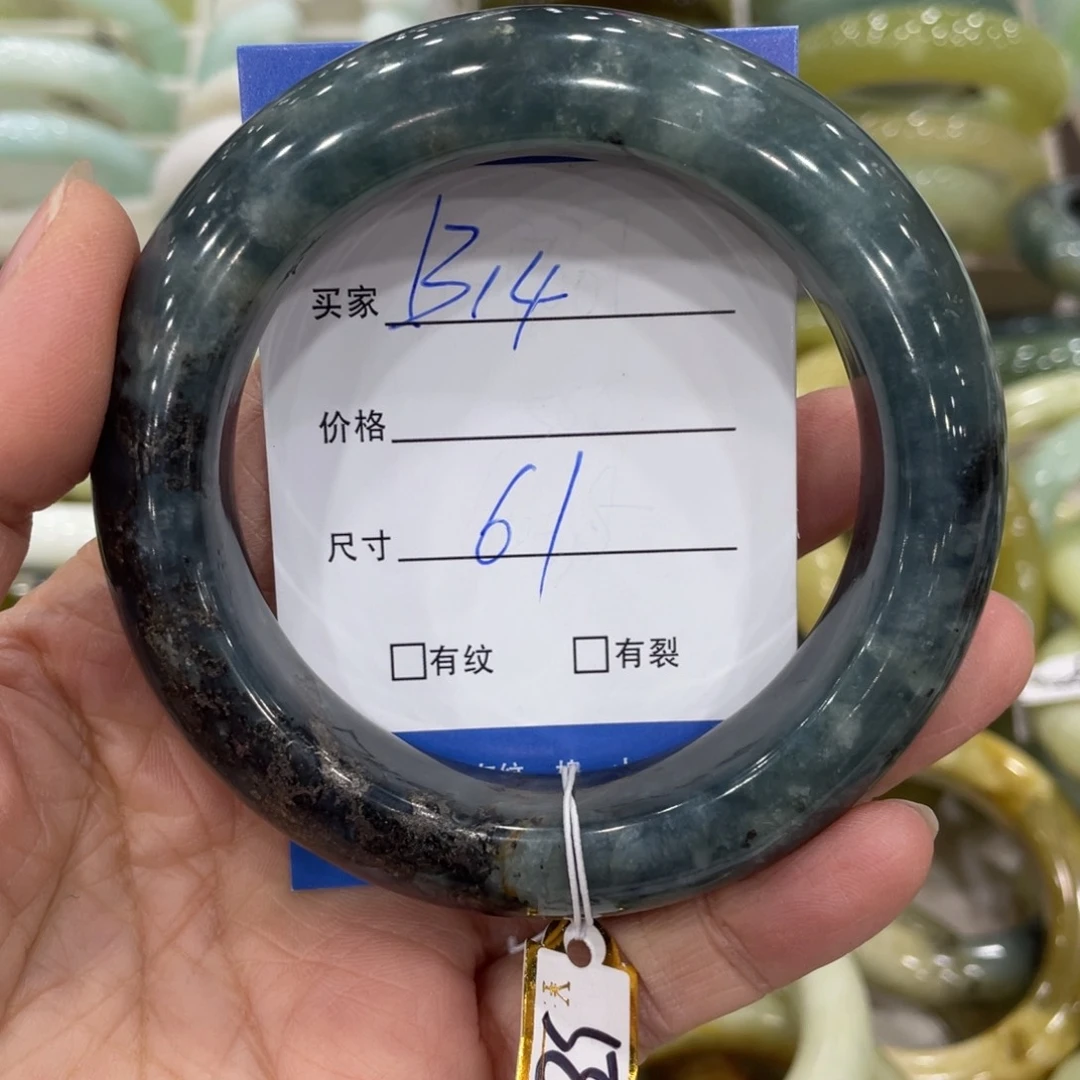 买家 B14
价格
尺寸 61
□有纹 □有裂